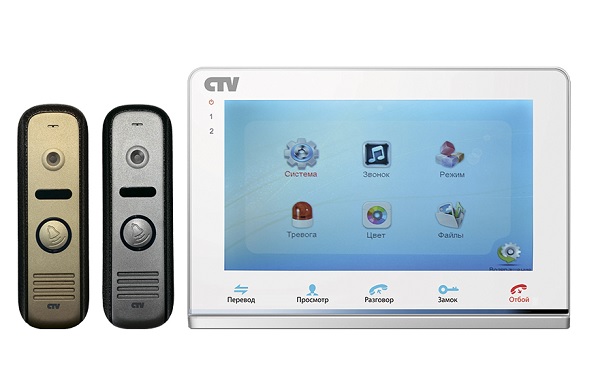 CTV
CTV
CTV
1
2
Система
Звонок
Режим
Тревога
Цвет
Файлы
Перевод
Просмотр
Разговор
Замок
Отбой